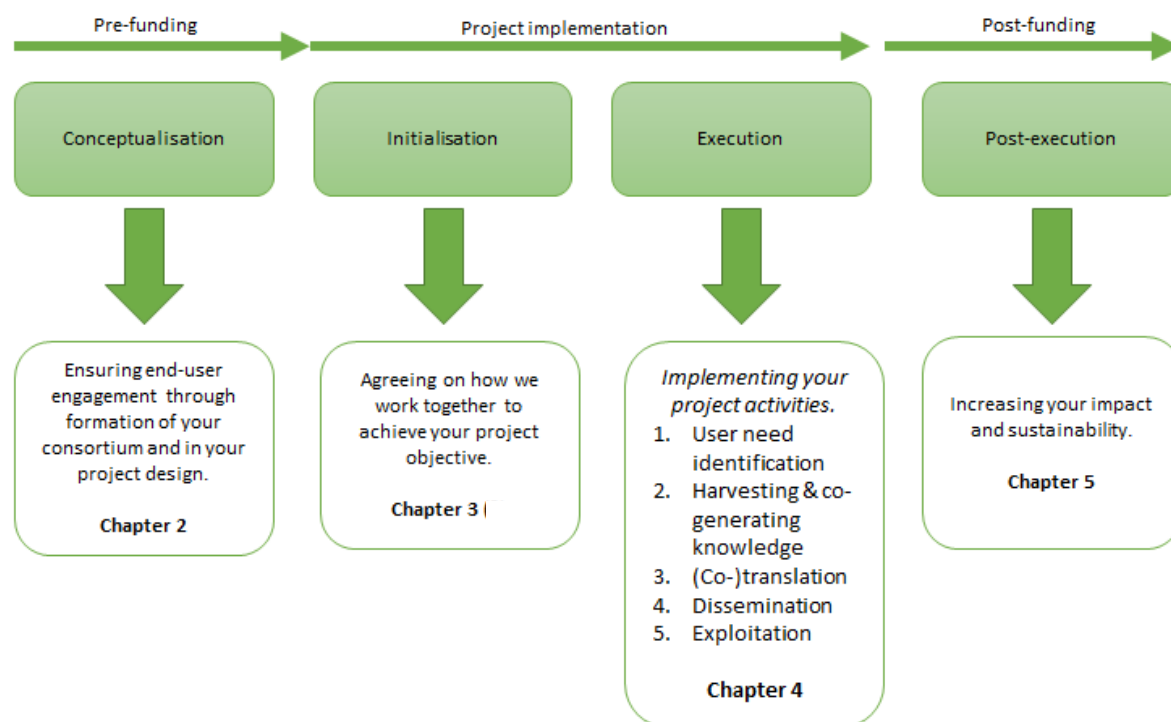 Pre-funding
Project implementation
Post-funding
Conceptualisation
Initialisation
Execution
Post-execution
Ensuring end-user
engagement through
formation of your
consortium and in your
project design.
Chapter 2
Agreeing on how we
work together to
achieve your project
objective.
Chapter 3 (
Implementing your
project activities.
1. User need
identification
2. Harvesting & co-
generating
knowledge
3. (Co-)translation
4. Dissemination
5. Exploitation
Chapter 4
Increasing your impact
and sustainability.
Chapter 5